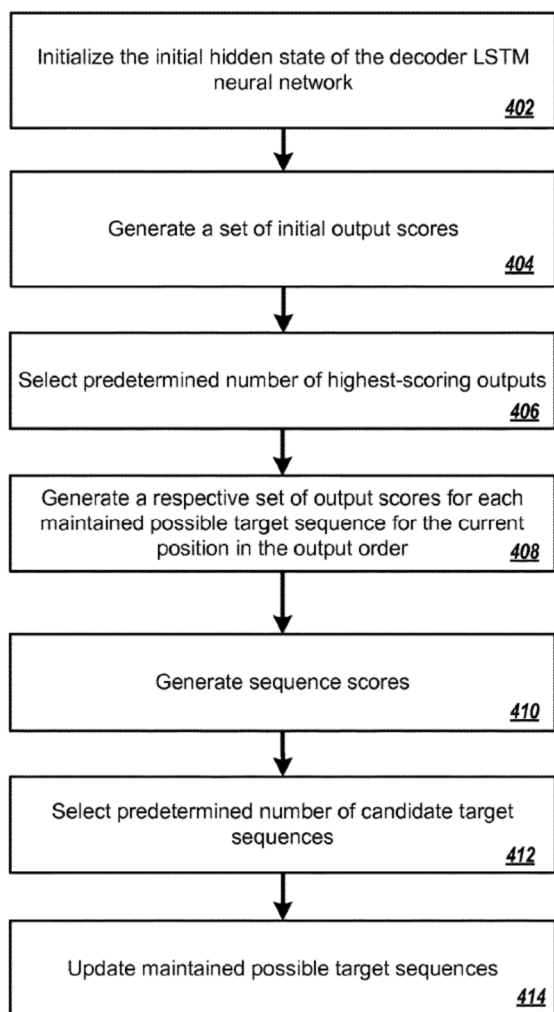 Initialize the initial hidden state of the decoder LSTM
neural network
402
Generate a set of initial output scores
404
Select predetermined number of highest-scoring outputs
406
Generate a respective set of output scores for each
maintained possible target sequence for the current
position in the output order
408
Generate sequence scores
410
Select predetermined number of candidate target
sequences
412
Update maintained possible target sequences
414